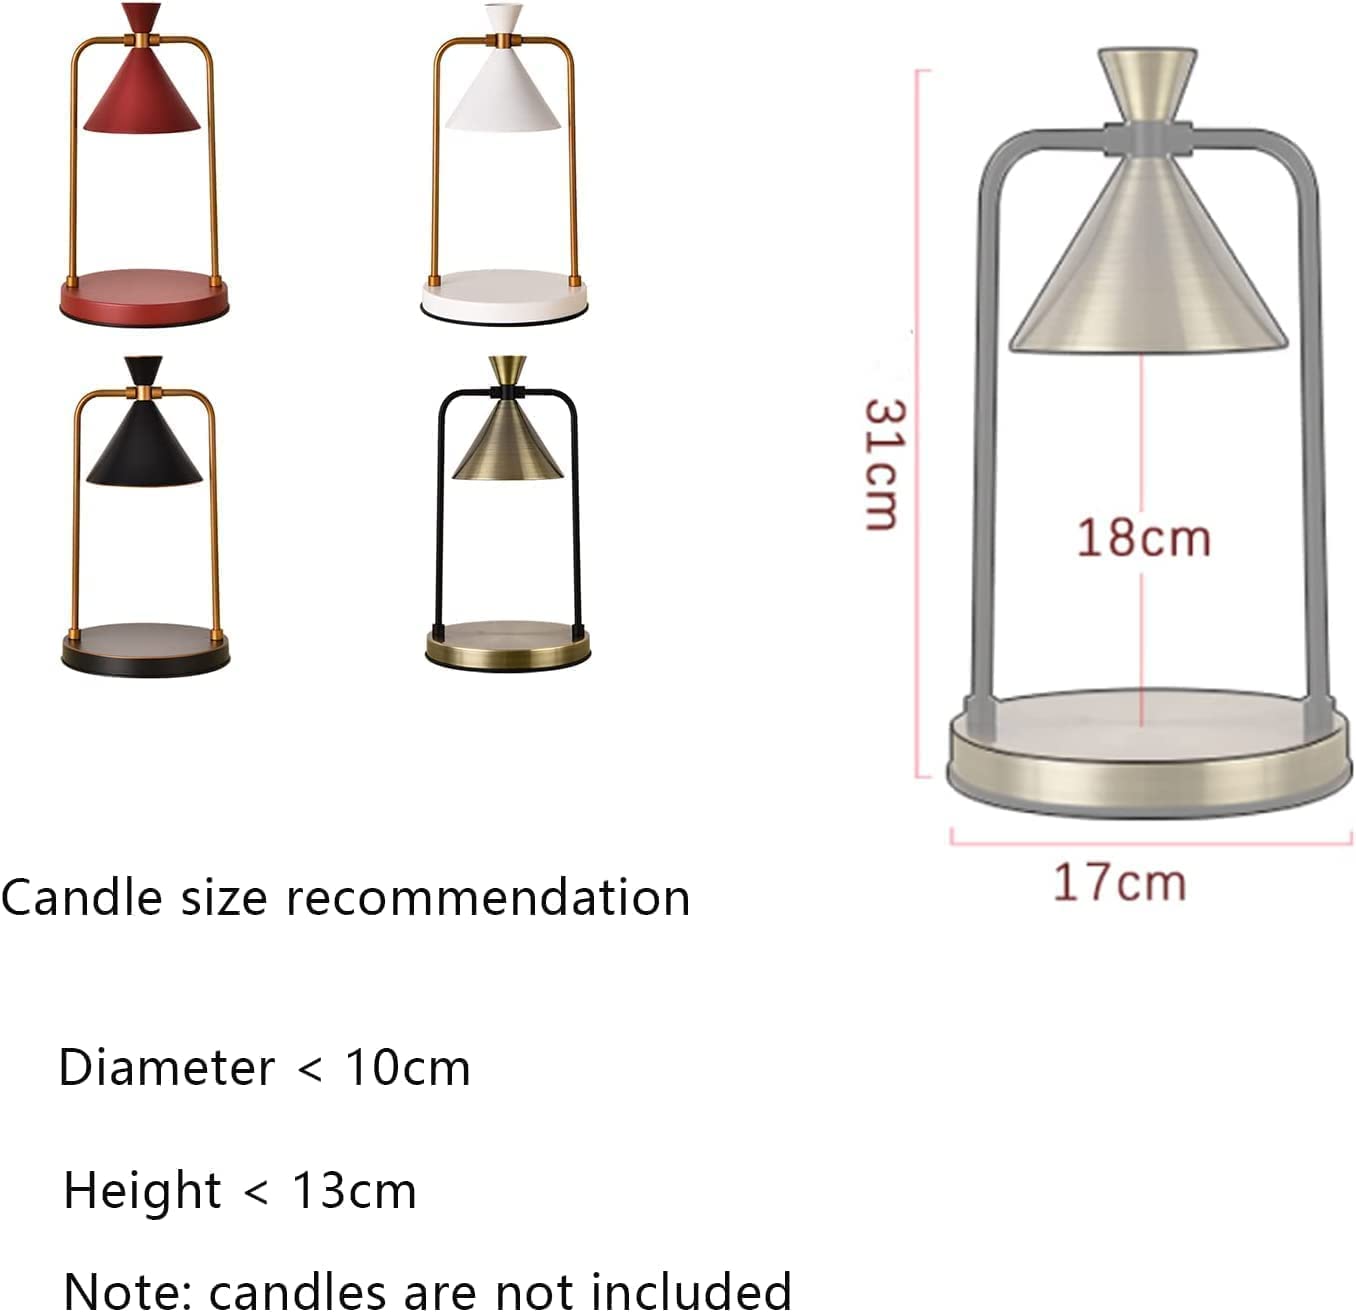 31cm
18cm
17cm
Candle size recommendation
Diameter < 10cm
Height < 13cm
Note: candles are not included